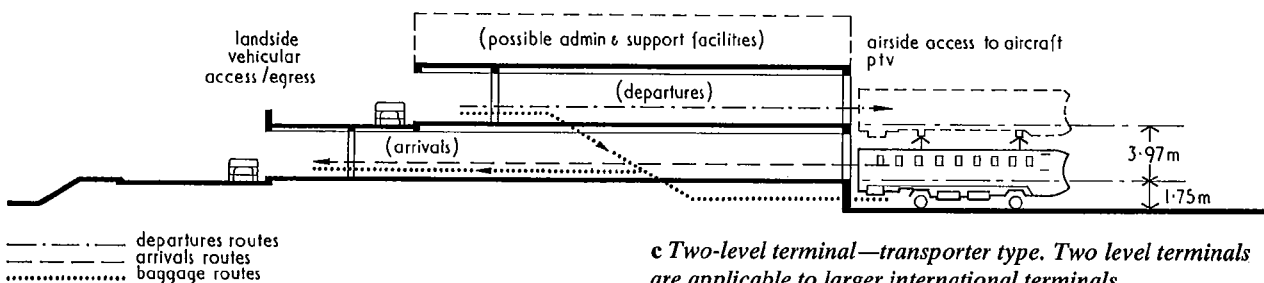 landside
vehicular
access/egress
(possible admin & support facilities)
airside access to aircraft
ptv
(departures)
(arrivals)
3·97m
1·75m
departures routes
arrivals routes
baggage routes
c Two-level terminal—transporter type. Two level terminals
are applicable to larger international terminals